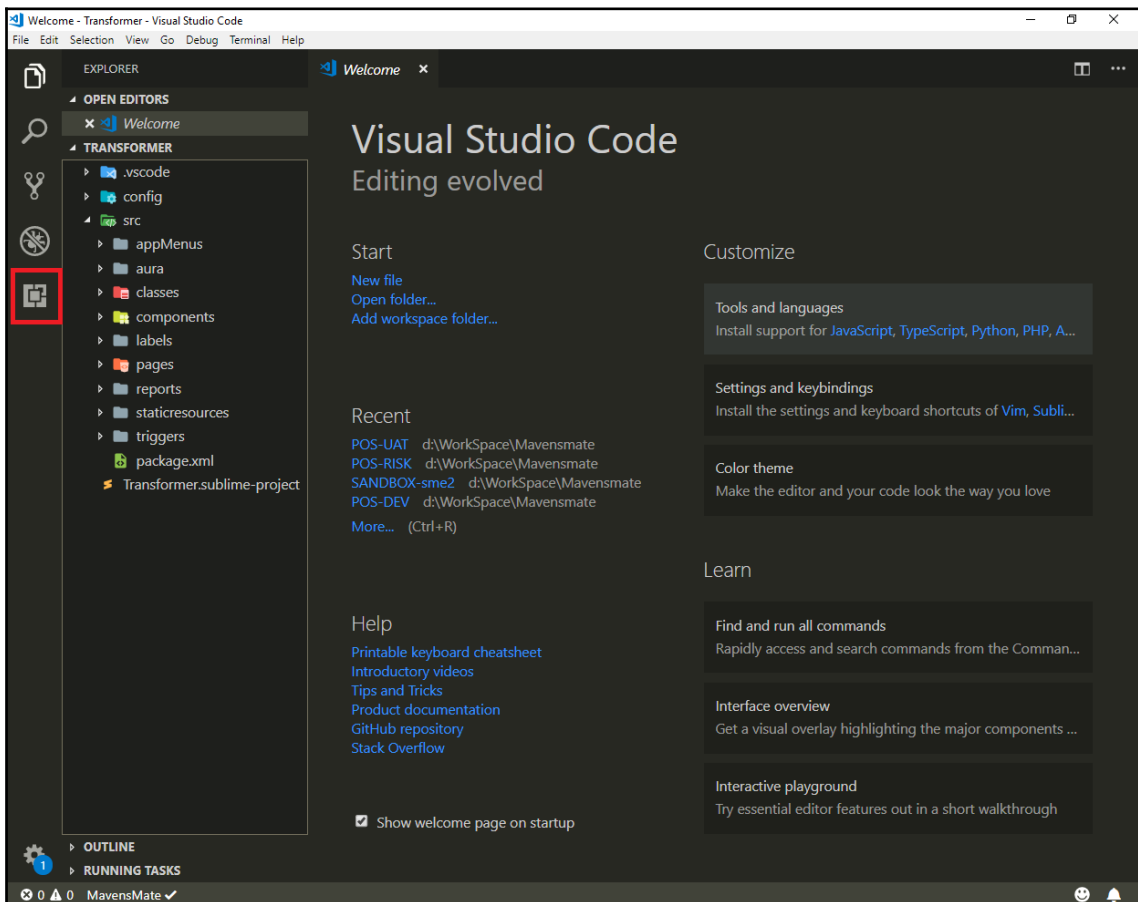 Welcome - Transformer - Visual Studio Code
File Edit Selection View Go Debug Terminal Help
EXPLORER
OPEN EDITORS
Welcome
TRANSFORMER
.vscode
config
src
appMenus
aura
classes
components
labels
pages
reports
staticresources
triggers
package.xml
Transformer.sublime-project
OUTLINE
RUNNING TASKS
Welcome
Visual Studio Code
Editing evolved
Start
New file
Open folder...
Add workspace folder...
Recent
POS-UAT d:\WorkSpace\Mavensmate
POS-RISK d:\WorkSpace\Mavensmate
SANDBOX-sme2 d:\WorkSpace\Mavensmate
POS-DEV d:\WorkSpace\Mavensmate
More... (Ctrl+R)
Help
Printable keyboard cheatsheet
Introductory videos
Tips and Tricks
Product documentation
GitHub repository
Stack Overflow
Show welcome page on startup
Customize
Tools and languages
Install support for JavaScript, TypeScript, Python, PHP, A...
Settings and keybindings
Install the settings and keyboard shortcuts of Vim, Subli...
Color theme
Make the editor and your code look the way you love
Learn
Find and run all commands
Rapidly access and search commands from the Comman...
Interface overview
Get a visual overlay highlighting the major components ...
Interactive playground
Try essential editor features out in a short walkthrough
1
0 0 MavensMate